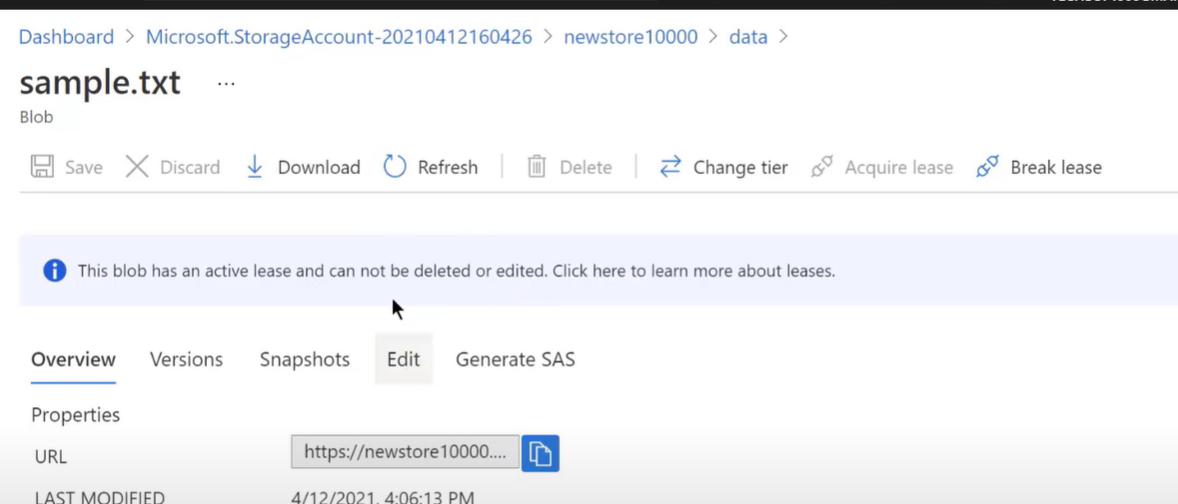 Dashboard > Microsoft.StorageAccount-20210412160426 > newstore10000 > data >
sample.txt ...
Blob
Save Discard Download Refresh Delete Change tier Acquire lease Break lease
This blob has an active lease and can not be deleted or edited. Click here to learn more about leases.
Overview Versions Snapshots Edit Generate SAS
Properties
URL https://newstore10000....
LAST MODIFIED 4/12/2021, 4:06:13 PM